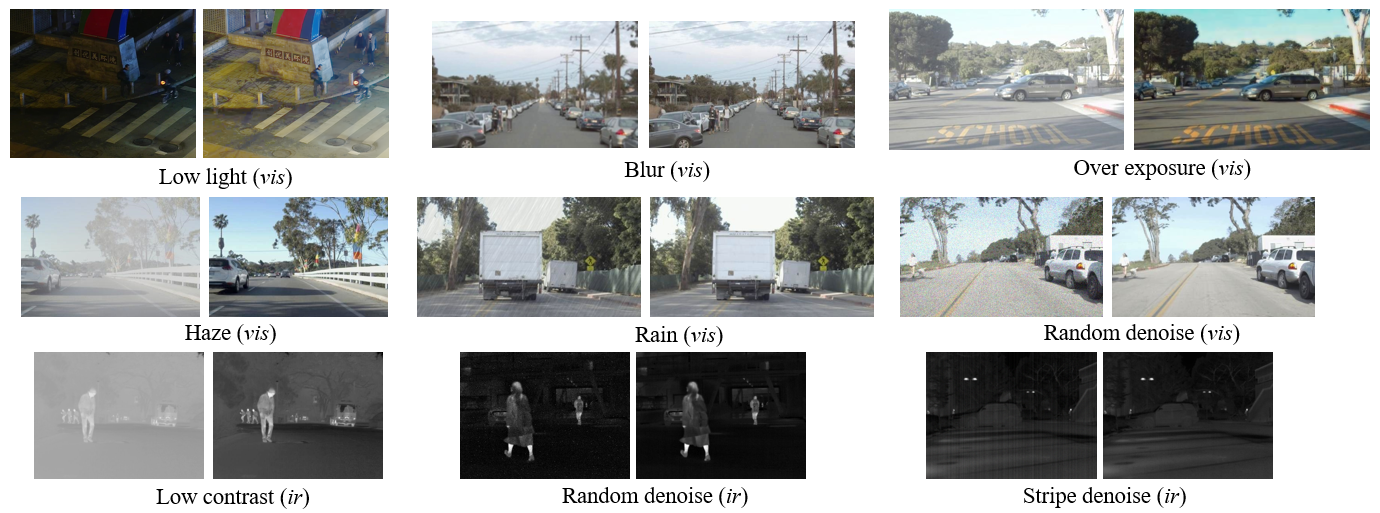 Low light (vis)
Blur (vis)
Over exposure (vis)
SCHOOL
SCHOOL
Haze (vis)
Rain (vis)
Random denoise (vis)
Low contrast (ir)
Random denoise (ir)
Stripe denoise (ir)